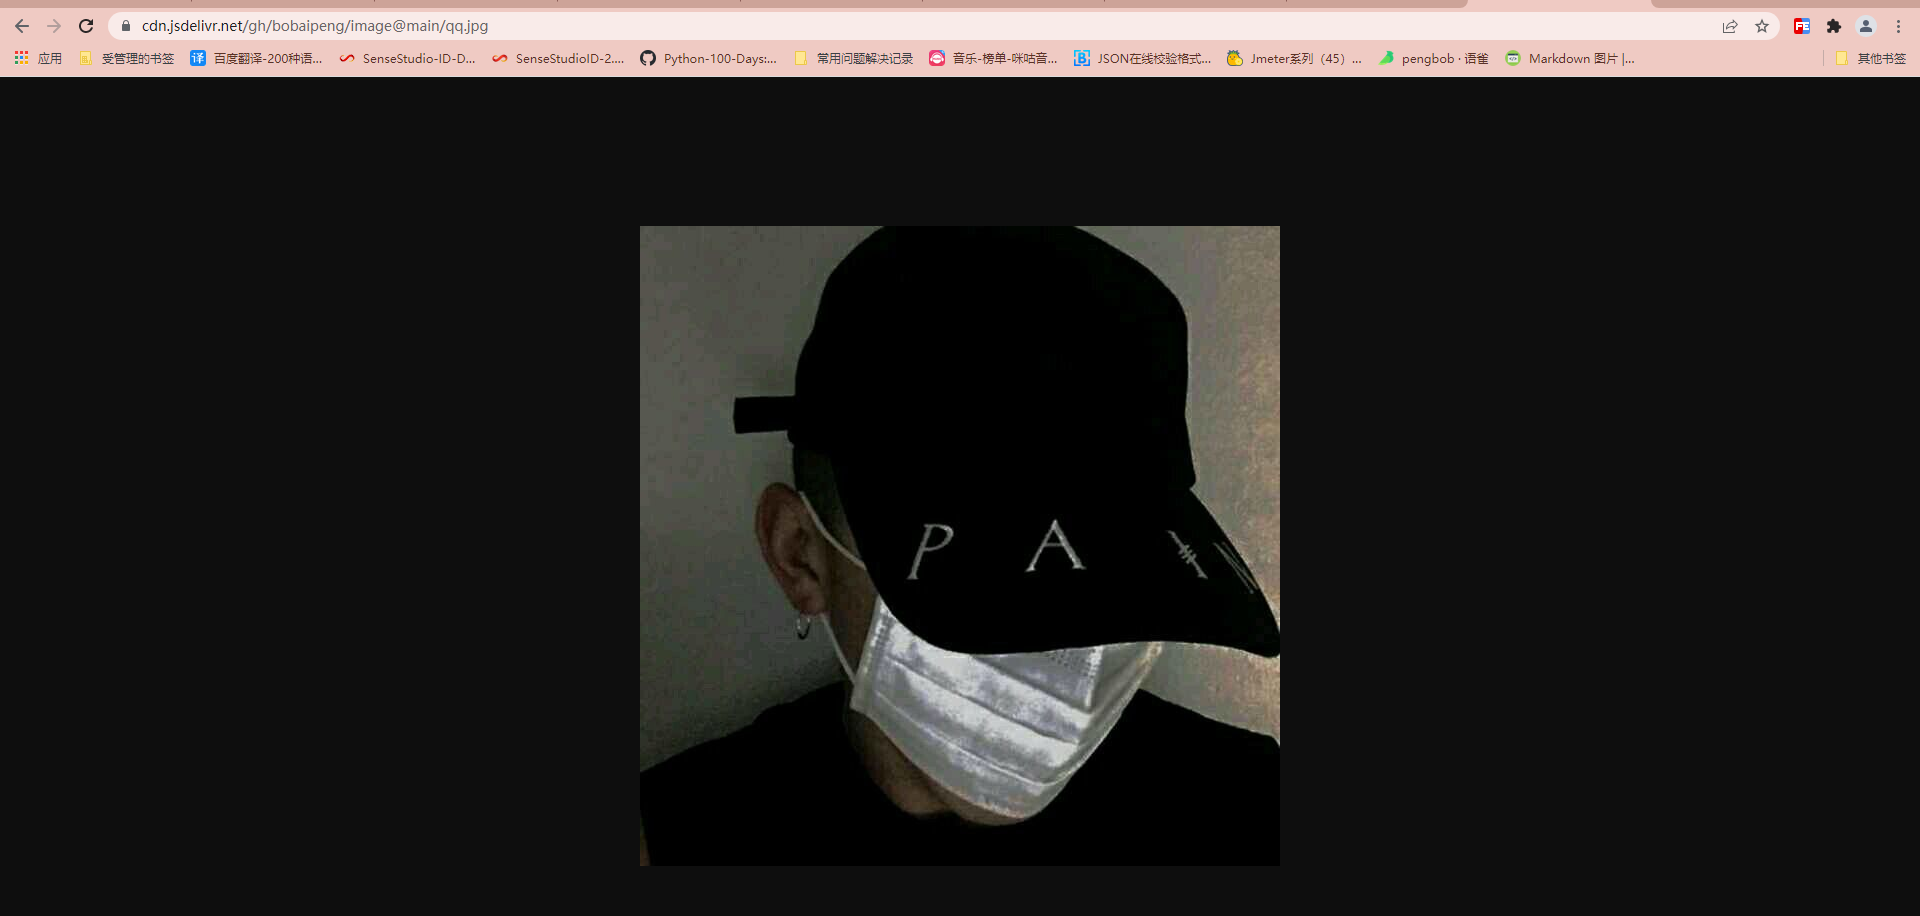 cdn.jsdelivr.net/gh/bobaipeng/image@main/qq.jpg
应用 受管理的书签 译 百度翻译-200种语... SenseStudio-ID-D... SenseStudioID-2.... Python-100-Days:... 常用问题解决记录 音乐-榜单-咪咕音... JSON在线校验格式... Jmeter系列（45）... pengbob · 语雀 Markdown 图片 |... 其他书签
P A I N